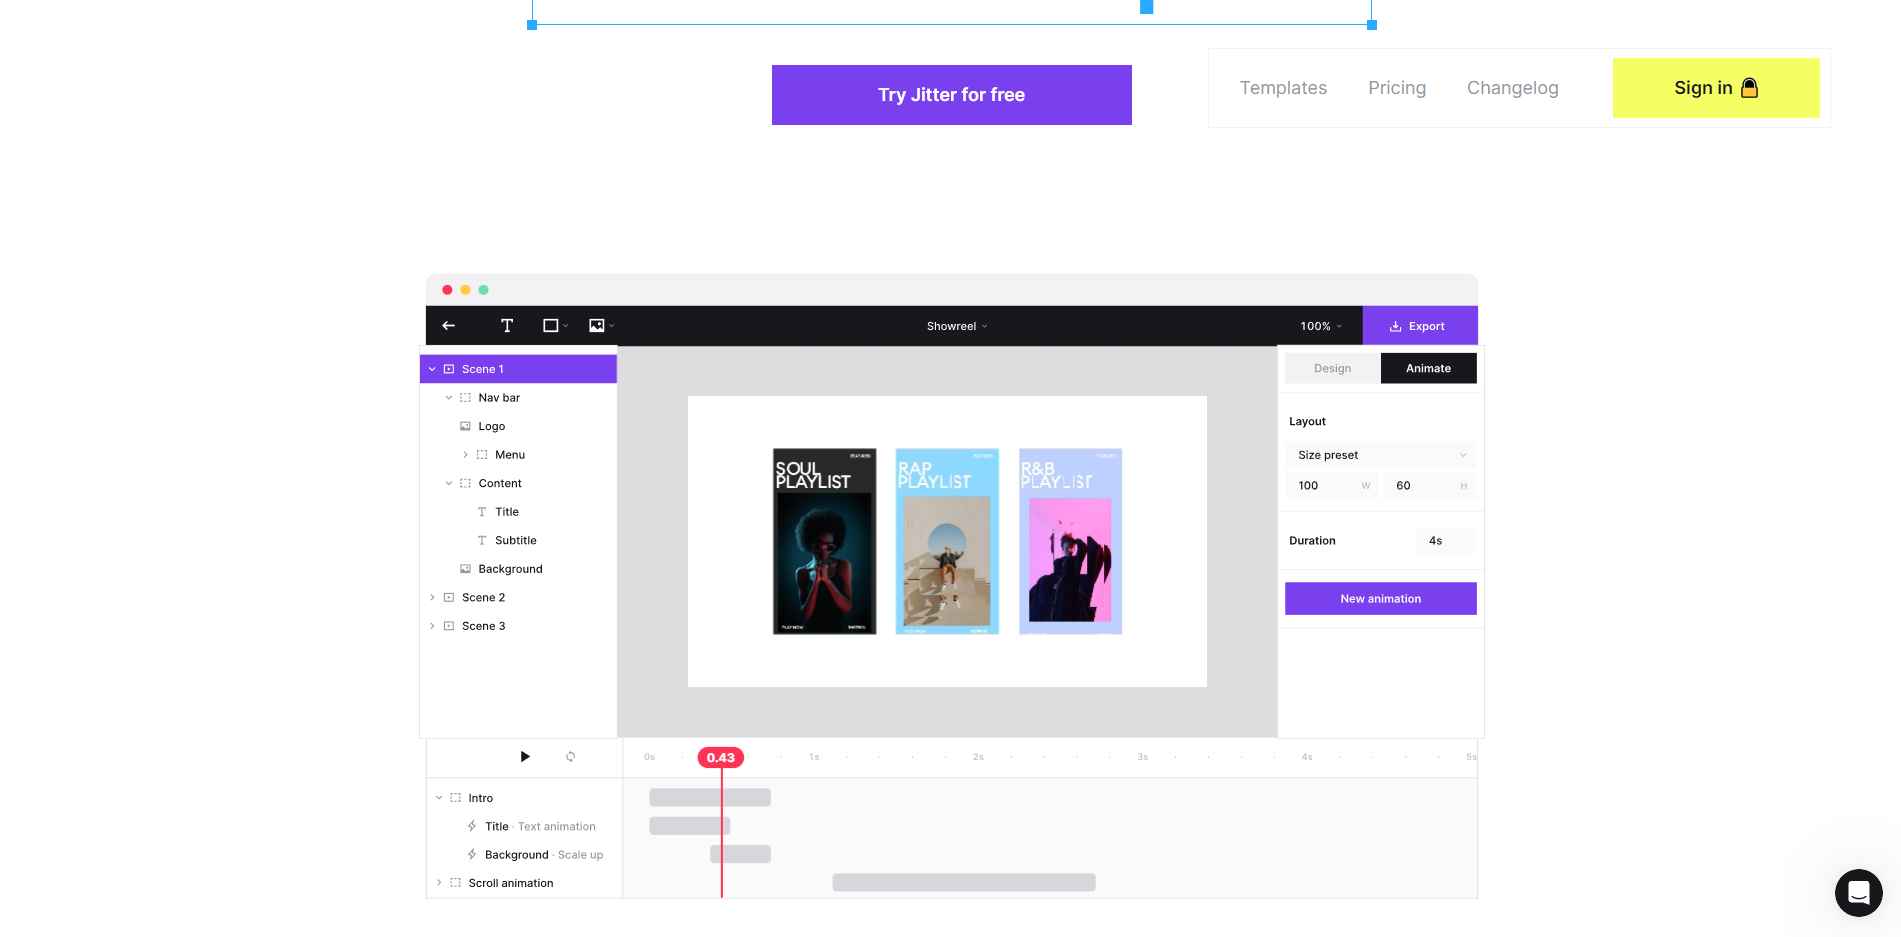 Try Jitter for free
Templates Pricing Changelog Sign in
Showreel 100% Export
Scene 1
Nav bar
Logo
Menu
Content
Title
Subtitle
Background
Scene 2
Scene 3
SOUL
PLAYLIST
RAP
PLAYLIST
R&B
PLAYLIST
Design Animate
Layout
Size preset
100 W 60 H
Duration 4s
New animation
0s 0.43 1s 2s 3s 4s 5s
Intro
Title · Text animation
Background · Scale up
Scroll animation